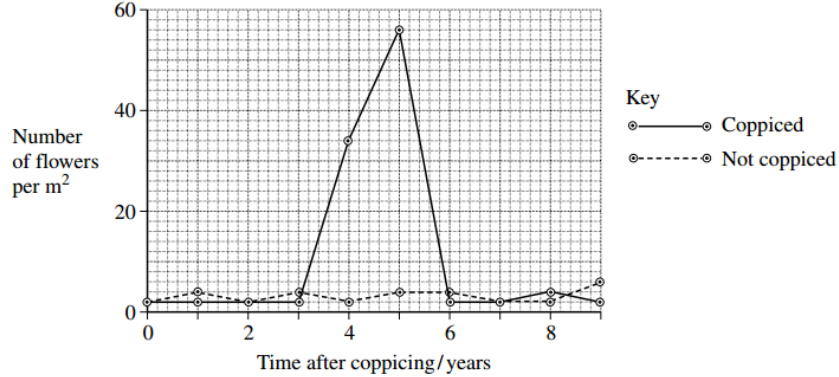 60
40
20
0
Number
of flowers
per m²
0 2 4 6 8
Time after coppicing/years
Key
Coppiced
Not coppiced